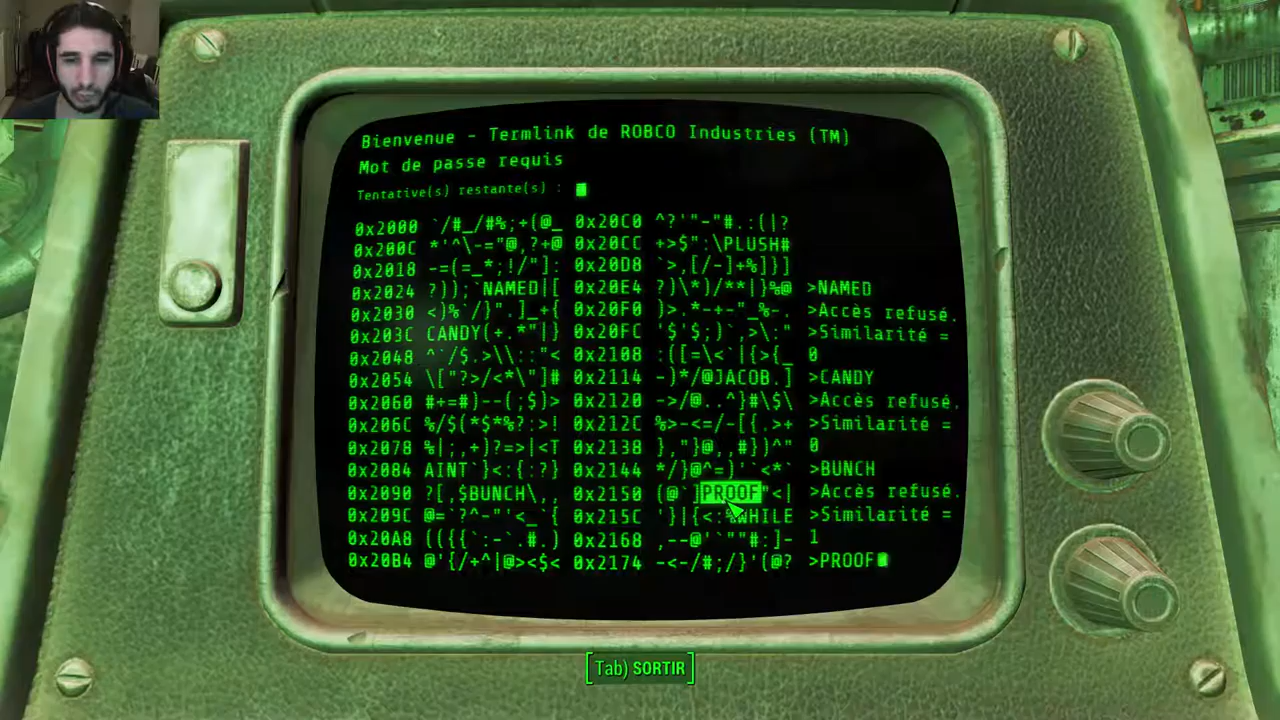 Bienvenue - Termlink de ROBCO Industries (TM)
Mot de passe requis
Tentative(s) restante(s) :
0x2000 `/#_/#%;+(@_ 0x20C0 ^?'"-"#.:(|?
0x200C *'^\-="@,?+@ 0x20CC +>$":\PLUSH#
0x2018 -=(=_*;!/"]: 0x20D8 `>,[/-]+%]}]
0x2024 ?));`NAMED|[ 0x20E4 ?)\*)/**|}%@ >NAMED
0x2030 <)%`/}".]_+{ 0x20F0 )>.*-+-"_%-. >Accès refusé.
0x203C CANDY(+.*"|} 0x20FC '$'$;)`,>\:" >Similarité =
0x2048 ^`/$.>\\::"< 0x2108 :([=\<`|{>{_ 0
0x2054 \["?>/<*\"]# 0x2114 -)*/@JACOB.] >CANDY
0x2060 #+=#)--(;$)> 0x2120 ->/@..^}#\$\ >Accès refusé.
0x206C %/$(*$*%?:>! 0x212C %>-<=/-[{.>+ >Similarité =
0x2078 %|;,+)?=>|<T 0x2138 },"}@,,#})^" 0
0x2084 AINT`}<:{:?} 0x2144 */}@^=)'`<*` >BUNCH
0x2090 ?[,$BUNCH\,, 0x2150 (@`]PROOF"<| >Accès refusé.
0x209C @=`?^-"'<_`{ 0x215C '}|{<:%WHILE >Similarité =
0x20A8 (({{`:-`.#.) 0x2168 ,--@'`""#:]- 1
0x20B4 @'{/+^|@><$< 0x2174 -<-/#;/}'(@? >PROOF
[Tab) SORTIR]